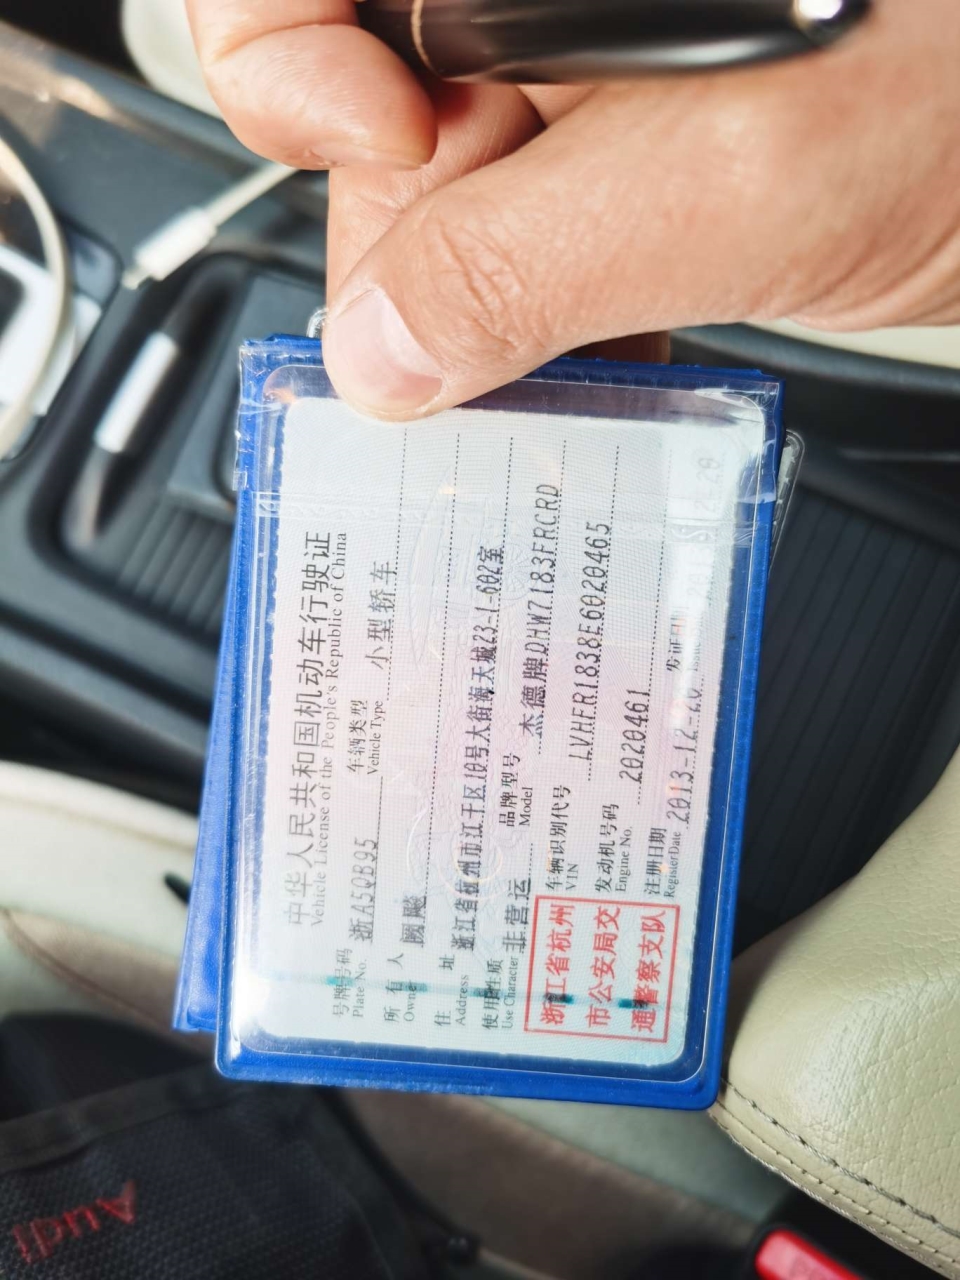 中华人民共和国机动车行驶证
Vehicle License of the People's Republic of China
号牌号码 浙A50B95 车辆类型 小型轿车
Plate No. Vehicle Type
所有人 阙飚
Owner
住址 浙江省杭州市江干区10号大街海天城23-1-602室
Address
使用性质 非营运 品牌型号 杰德牌DHW7183FRCRD
Use Character Model
浙江省杭州
市公安局交
通警察支队
车辆识别代号 LVHFR1838E6020465
VIN
发动机号码 2020461
Engine No.
注册日期 2013-12-20 发证日期
Register Date Issue
Audi